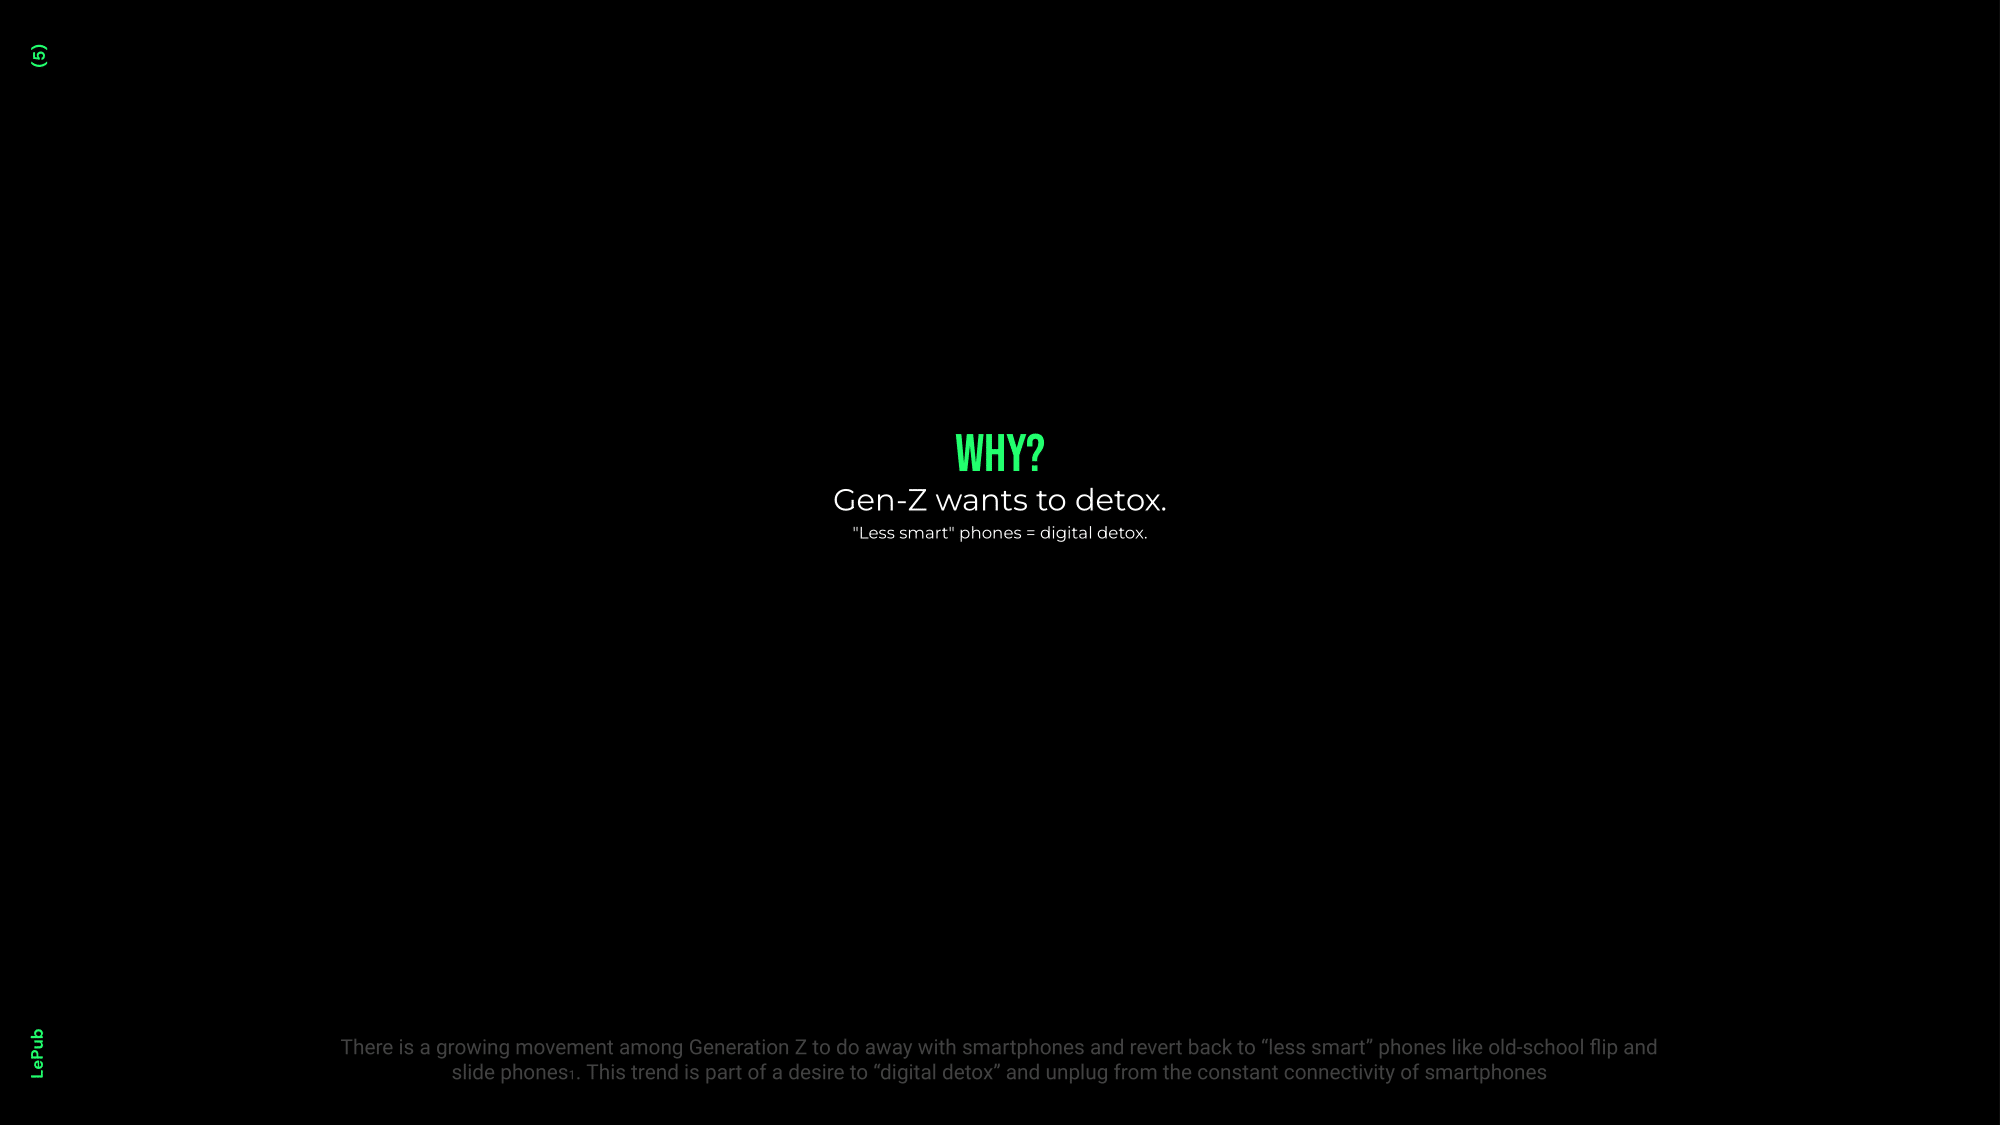 (5)
WHY?
Gen-Z wants to detox.
"Less smart" phones = digital detox.
LePub
There is a growing movement among Generation Z to do away with smartphones and revert back to “less smart” phones like old-school flip and
slide phones1. This trend is part of a desire to “digital detox” and unplug from the constant connectivity of smartphones